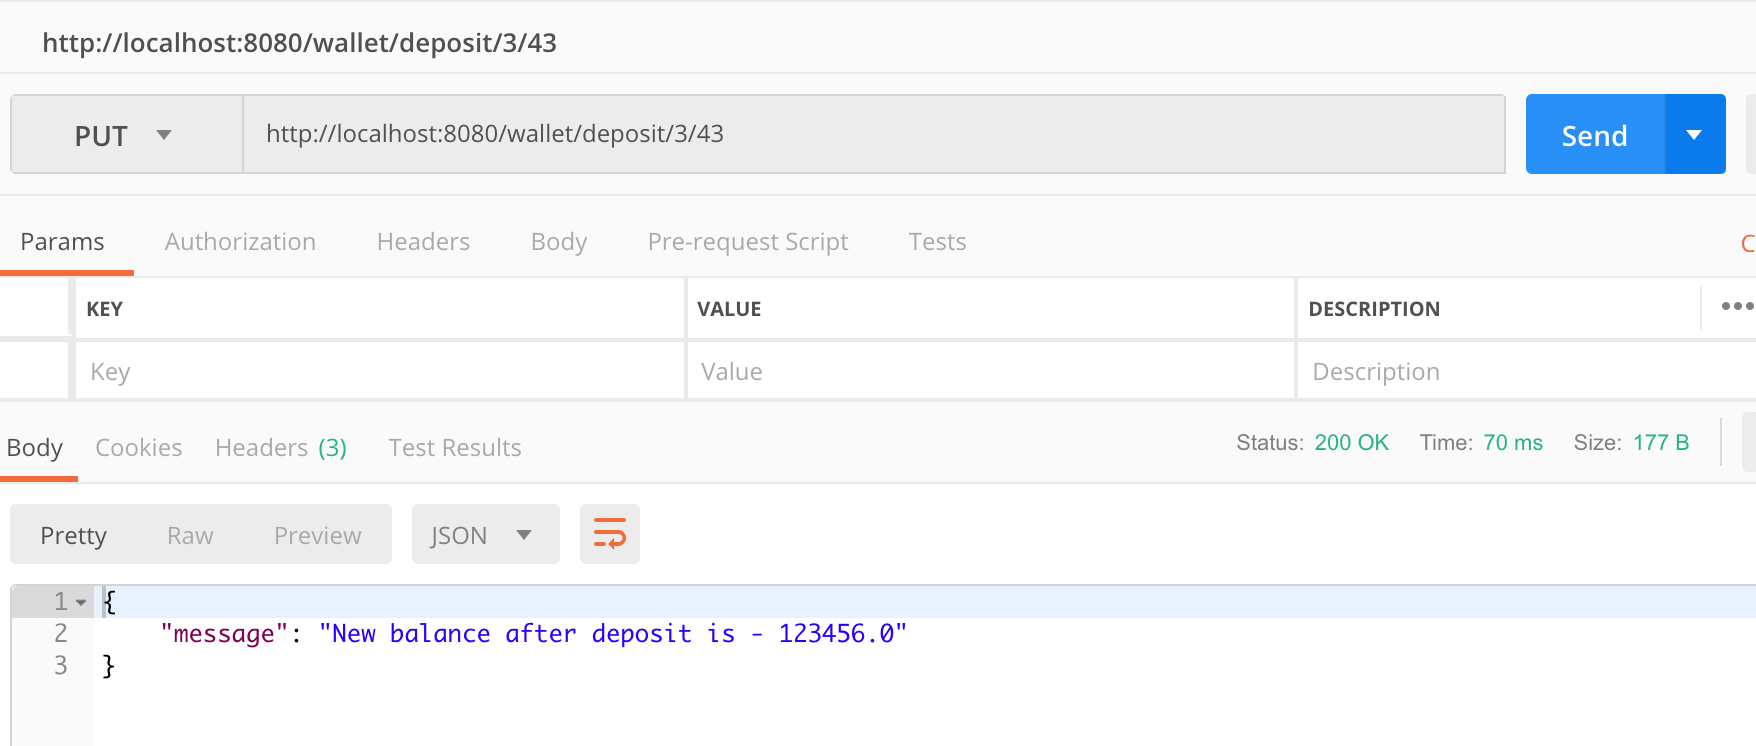 http://localhost:8080/wallet/deposit/3/43
PUT http://localhost:8080/wallet/deposit/3/43 Send
Params Authorization Headers Body Pre-request Script Tests C
KEY VALUE DESCRIPTION
Key Value Description
Body Cookies Headers (3) Test Results Status: 200 OK Time: 70 ms Size: 177 B
Pretty Raw Preview JSON
1 {
2 "message": "New balance after deposit is - 123456.0"
3 }